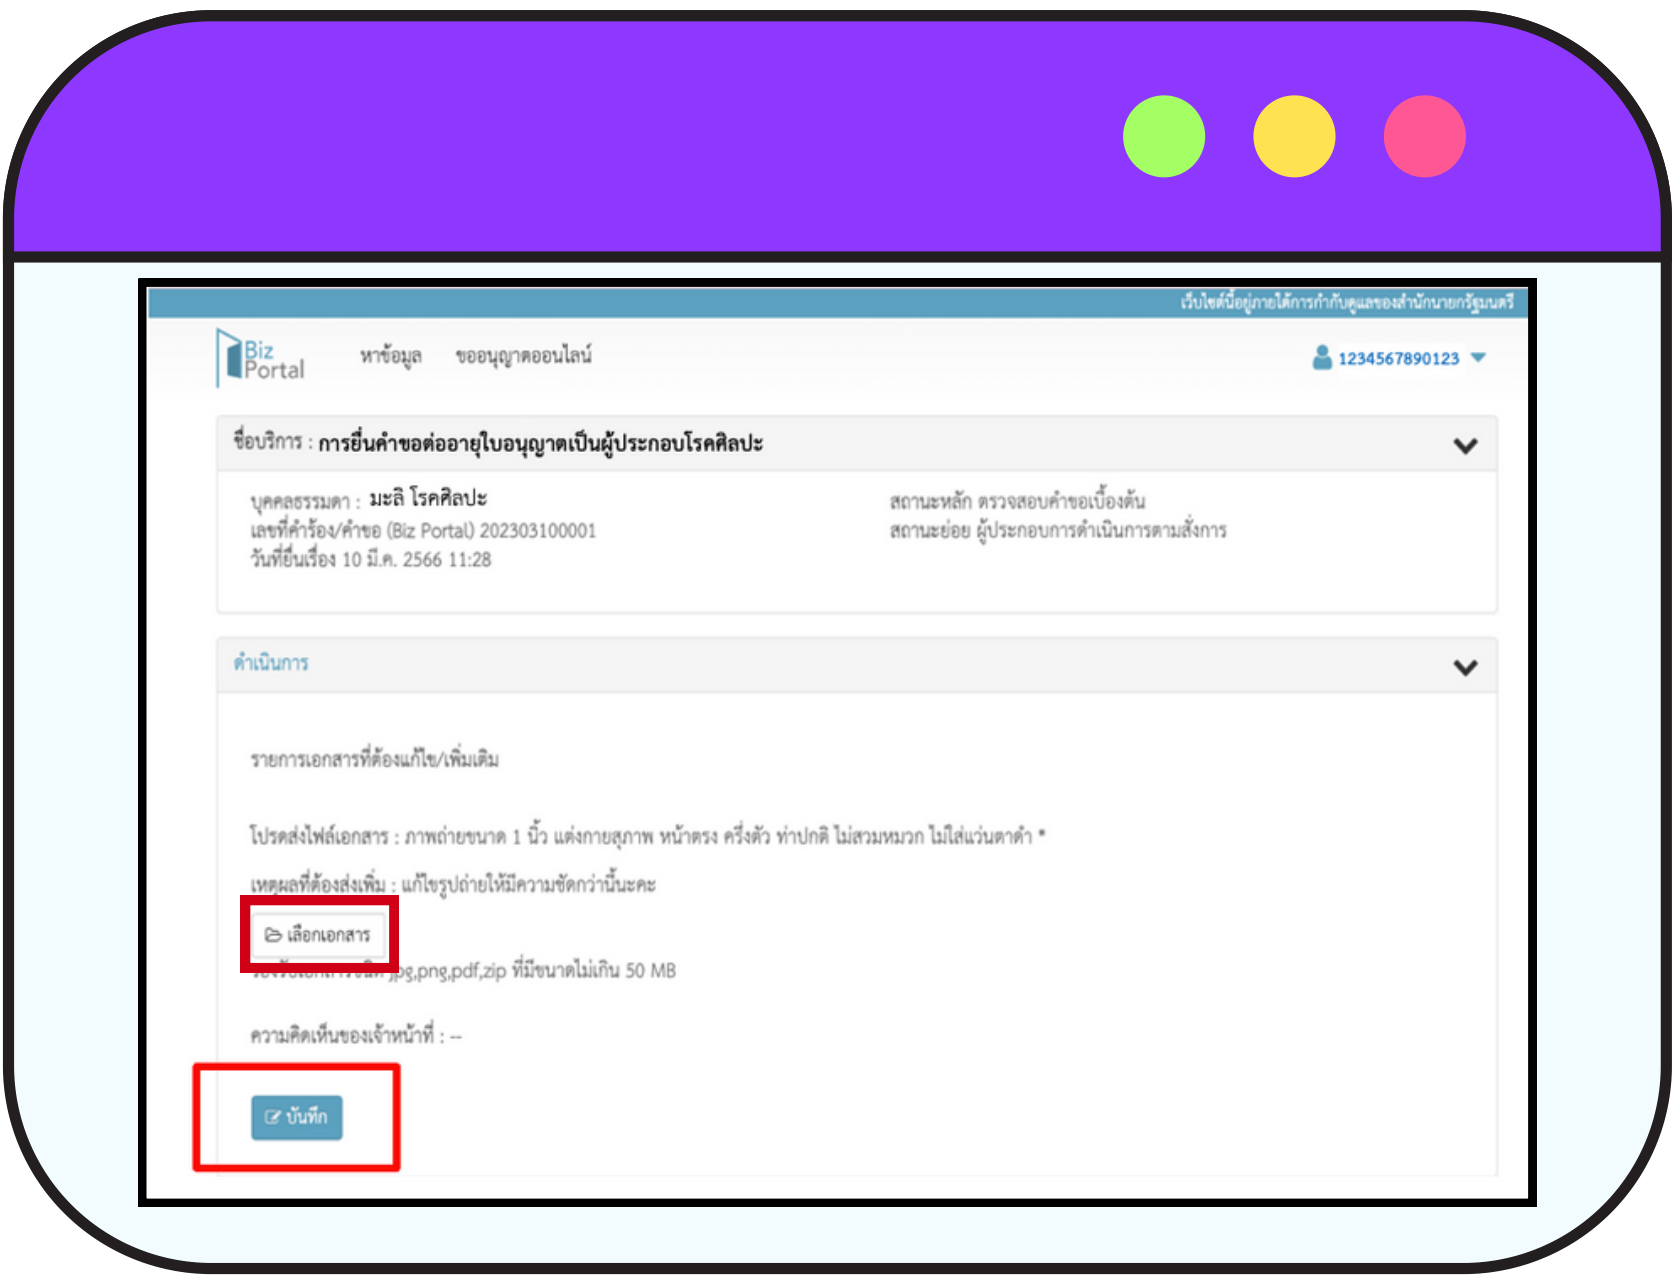 เว็บไซต์นี้อยู่ภายใต้การกำกับดูแลของสำนักนายกรัฐมนตรี
Biz Portal หาข้อมูล ขออนุญาตออนไลน์ 1234567890123
ชื่อบริการ : การยื่นคำขอต่ออายุใบอนุญาตเป็นผู้ประกอบโรคศิลปะ
บุคคลธรรมดา : มะลิ โรคศิลปะ
เลขที่คำร้อง/คำขอ (Biz Portal) 202303100001
วันที่ยื่นเรื่อง 10 มี.ค. 2566 11:28
สถานะหลัก ตรวจสอบคำขอเบื้องต้น
สถานะย่อย ผู้ประกอบการดำเนินการตามสั่งการ
ดำเนินการ
รายการเอกสารที่ต้องแก้ไข/เพิ่มเติม
โปรดส่งไฟล์เอกสาร : ภาพถ่ายขนาด 1 นิ้ว แต่งกายสุภาพ หน้าตรง ครึ่งตัว ท่าปกติ ไม่สวมหมวก ไม่ใส่แว่นตาดำ *
เหตุผลที่ต้องส่งเพิ่ม : แก้ไขรูปถ่ายให้มีความชัดกว่านี้นะคะ
เลือกเอกสาร
jpg,png,pdf,zip ที่มีขนาดไม่เกิน 50 MB
ความคิดเห็นของเจ้าหน้าที่ : --
บันทึก